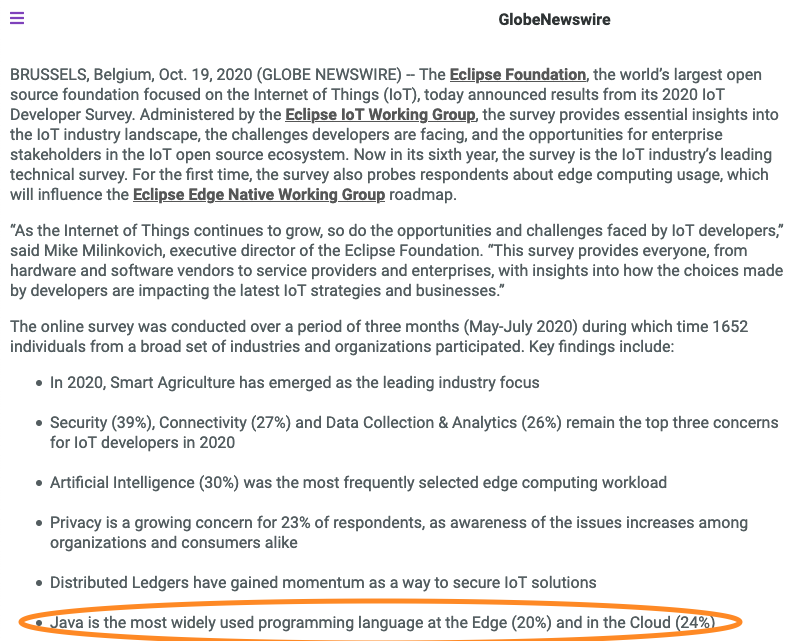 GlobeNewswire
BRUSSELS, Belgium, Oct. 19, 2020 (GLOBE NEWSWIRE) -- The Eclipse Foundation, the world’s largest open
source foundation focused on the Internet of Things (IoT), today announced results from its 2020 IoT
Developer Survey. Administered by the Eclipse IoT Working Group, the survey provides essential insights into
the IoT industry landscape, the challenges developers are facing, and the opportunities for enterprise
stakeholders in the IoT open source ecosystem. Now in its sixth year, the survey is the IoT industry’s leading
technical survey. For the first time, the survey also probes respondents about edge computing usage, which
will influence the Eclipse Edge Native Working Group roadmap.
“As the Internet of Things continues to grow, so do the opportunities and challenges faced by IoT developers,”
said Mike Milinkovich, executive director of the Eclipse Foundation. “This survey provides everyone, from
hardware and software vendors to service providers and enterprises, with insights into how the choices made
by developers are impacting the latest IoT strategies and businesses.”
The online survey was conducted over a period of three months (May-July 2020) during which time 1652
individuals from a broad set of industries and organizations participated. Key findings include:
• In 2020, Smart Agriculture has emerged as the leading industry focus
• Security (39%), Connectivity (27%) and Data Collection & Analytics (26%) remain the top three concerns
for IoT developers in 2020
• Artificial Intelligence (30%) was the most frequently selected edge computing workload
• Privacy is a growing concern for 23% of respondents, as awareness of the issues increases among
organizations and consumers alike
• Distributed Ledgers have gained momentum as a way to secure IoT solutions
• Java is the most widely used programming language at the Edge (20%) and in the Cloud (24%)